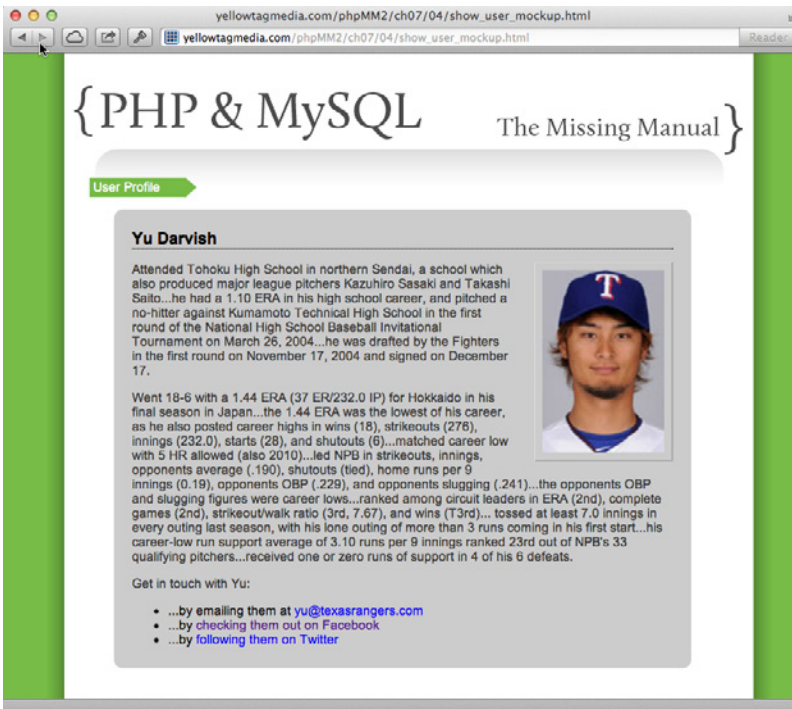 yellowtagmedia.com/phpMM2/ch07/04/show_user_mockup.html
yellowtagmedia.com/phpMM2/ch07/04/show_user_mockup.html
Reader
{PHP & MySQL
The Missing Manual}
User Profile
Yu Darvish
Attended Tohoku High School in northern Sendai, a school which
also produced major league pitchers Kazuhiro Sasaki and Takashi
Saito...he had a 1.10 ERA in his high school career, and pitched a
no-hitter against Kumamoto Technical High School in the first
round of the National High School Baseball Invitational
Tournament on March 26, 2004...he was drafted by the Fighters
in the first round on November 17, 2004 and signed on December
17.
T
Went 18-6 with a 1.44 ERA (37 ER/232.0 IP) for Hokkaido in his
final season in Japan...the 1.44 ERA was the lowest of his career,
as he also posted career highs in wins (18), strikeouts (276),
innings (232.0), starts (28), and shutouts (6)...matched career low
with 5 HR allowed (also 2010)...led NPB in strikeouts, innings,
opponents average (.190), shutouts (tied), home runs per 9
innings (0.19), opponents OBP (.229), and opponents slugging (.241)...the opponents OBP
and slugging figures were career lows...ranked among circuit leaders in ERA (2nd), complete
games (2nd), strikeout/walk ratio (3rd, 7.67), and wins (T3rd)... tossed at least 7.0 innings in
every outing last season, with his lone outing of more than 3 runs coming in his first start...his
career-low run support average of 3.10 runs per 9 innings ranked 23rd out of NPB's 33
qualifying pitchers...received one or zero runs of support in 4 of his 6 defeats.
Get in touch with Yu:
• ...by emailing them at yu@texasrangers.com
• ...by checking them out on Facebook
• ...by following them on Twitter